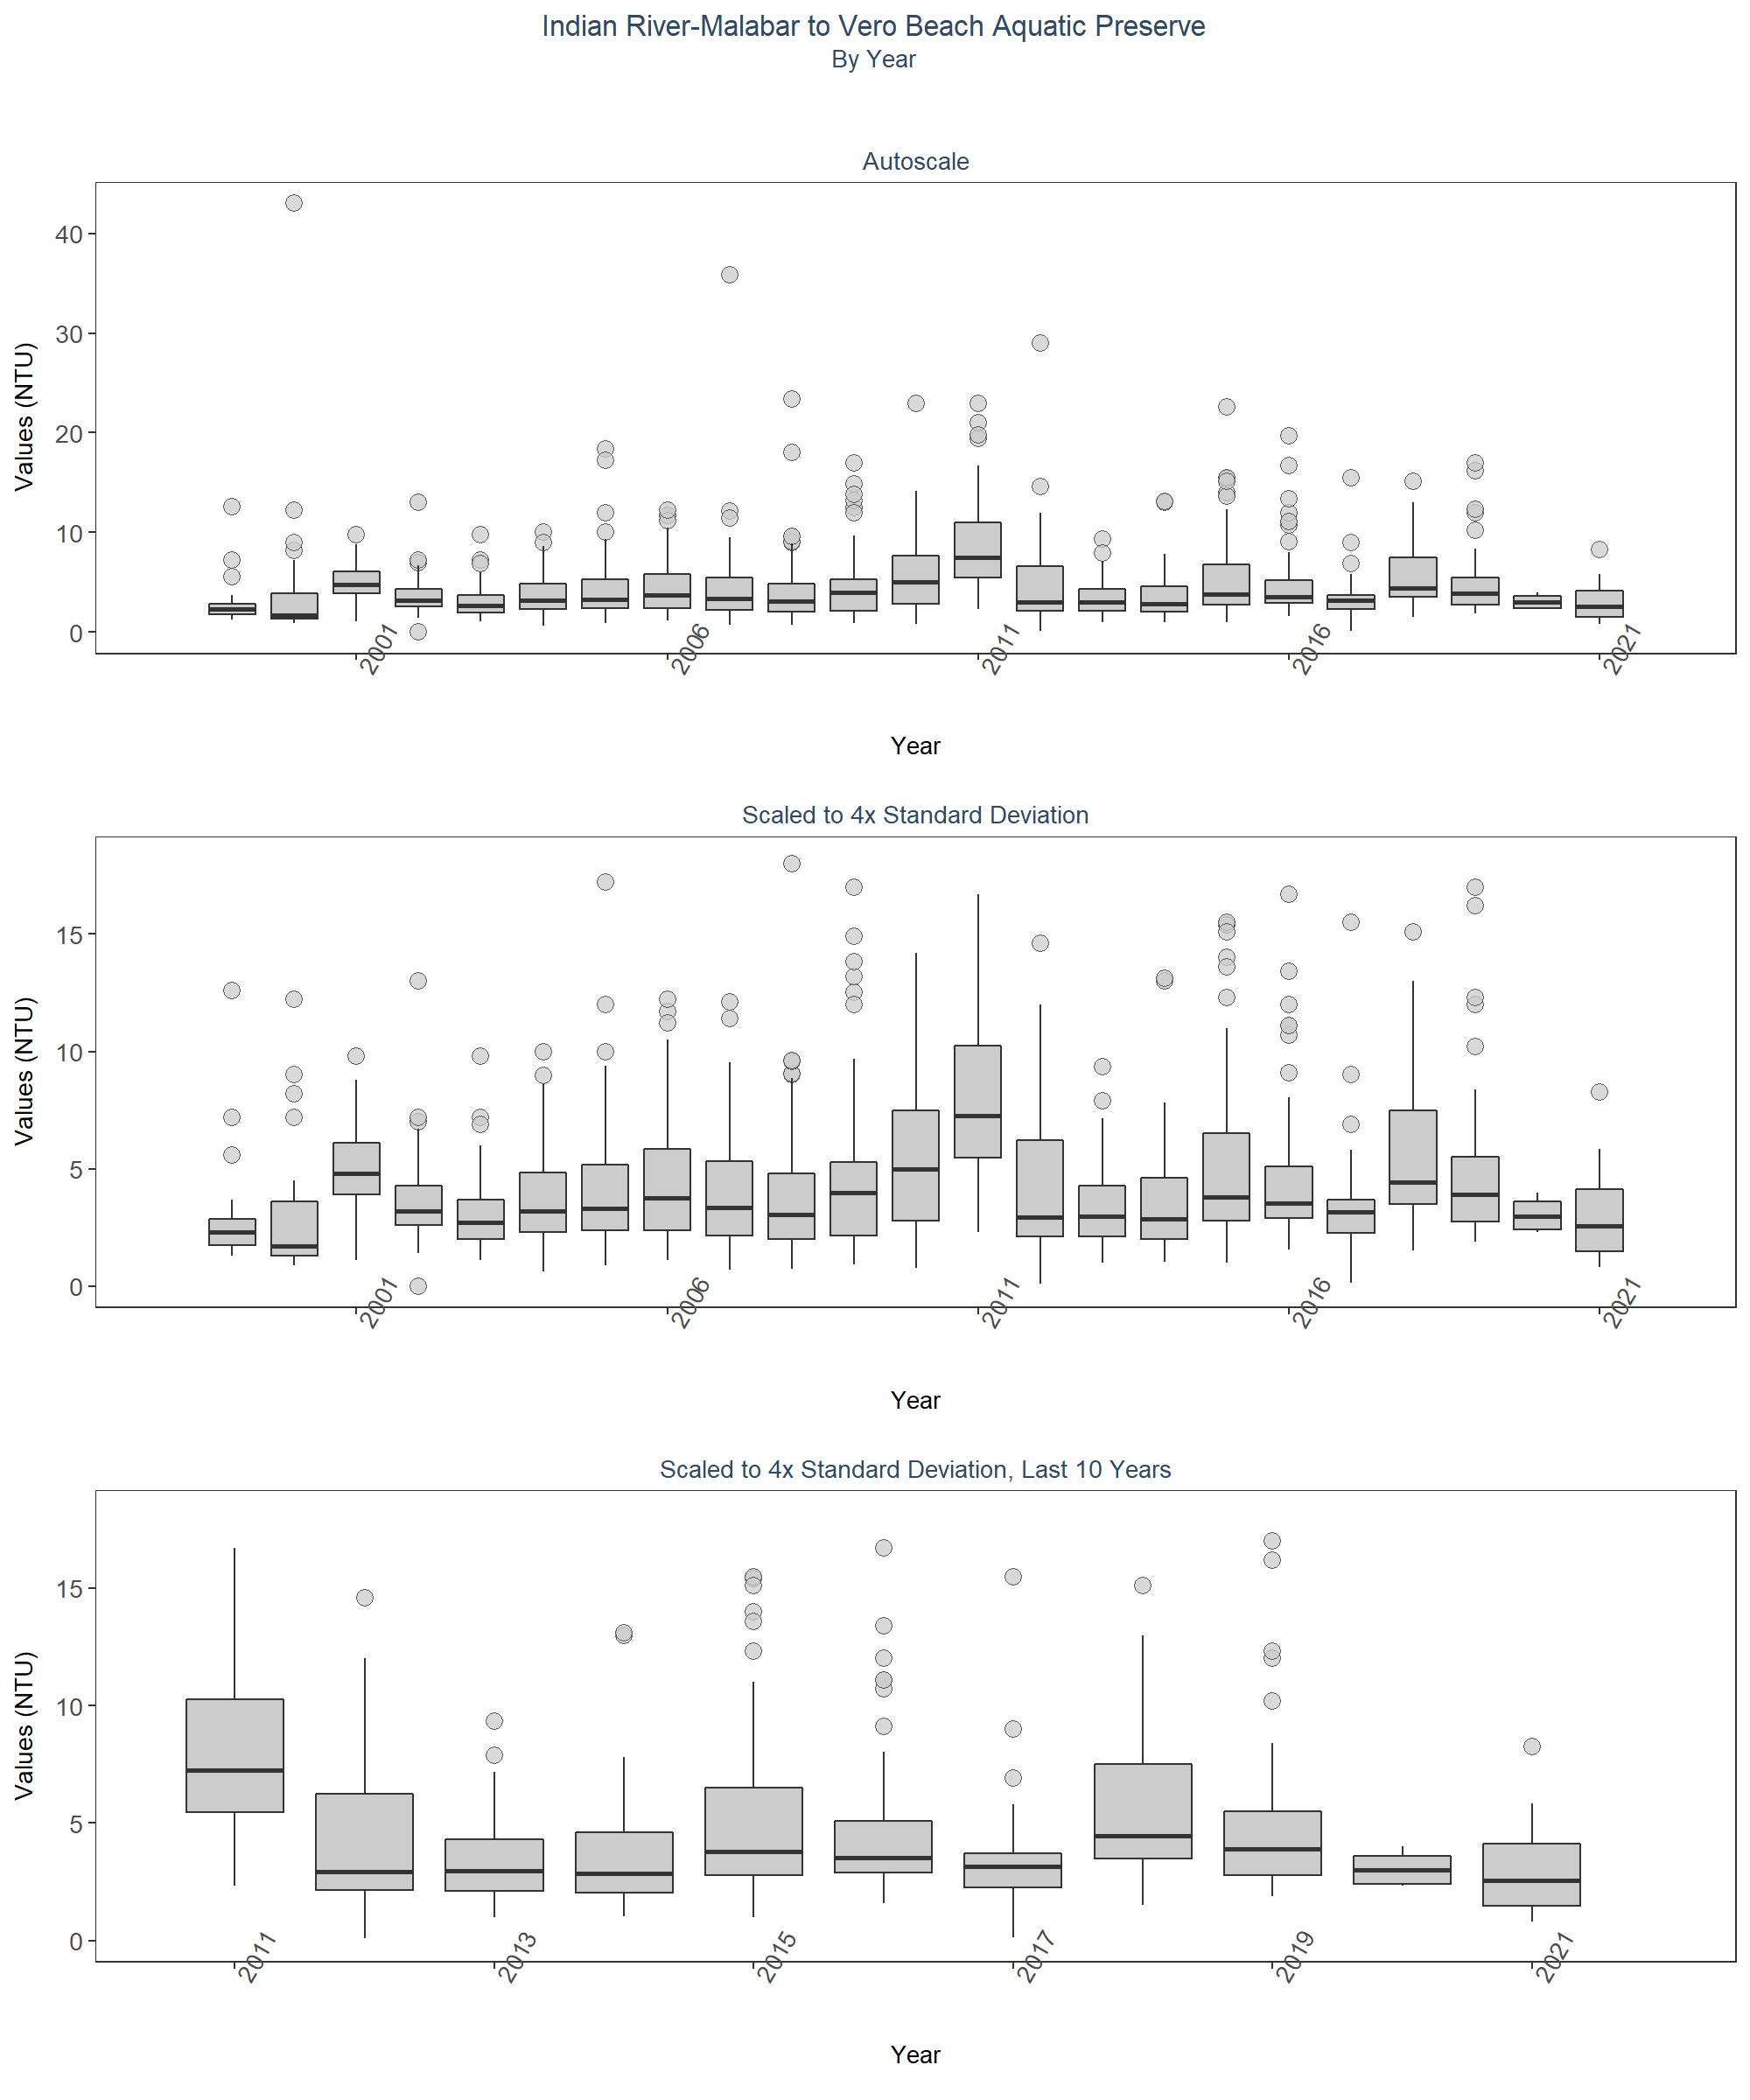 Indian River-Malabar to Vero Beach Aquatic Preserve
By Year
Autoscale
Values (NTU)
40
30
20
10
0
2001
2006
2011
2016
2021
Year
Scaled to 4x Standard Deviation
Values (NTU)
15
10
5
0
2001
2006
2011
2016
2021
Year
Scaled to 4x Standard Deviation, Last 10 Years
Values (NTU)
15
10
5
0
2011
2013
2015
2017
2019
2021
Year